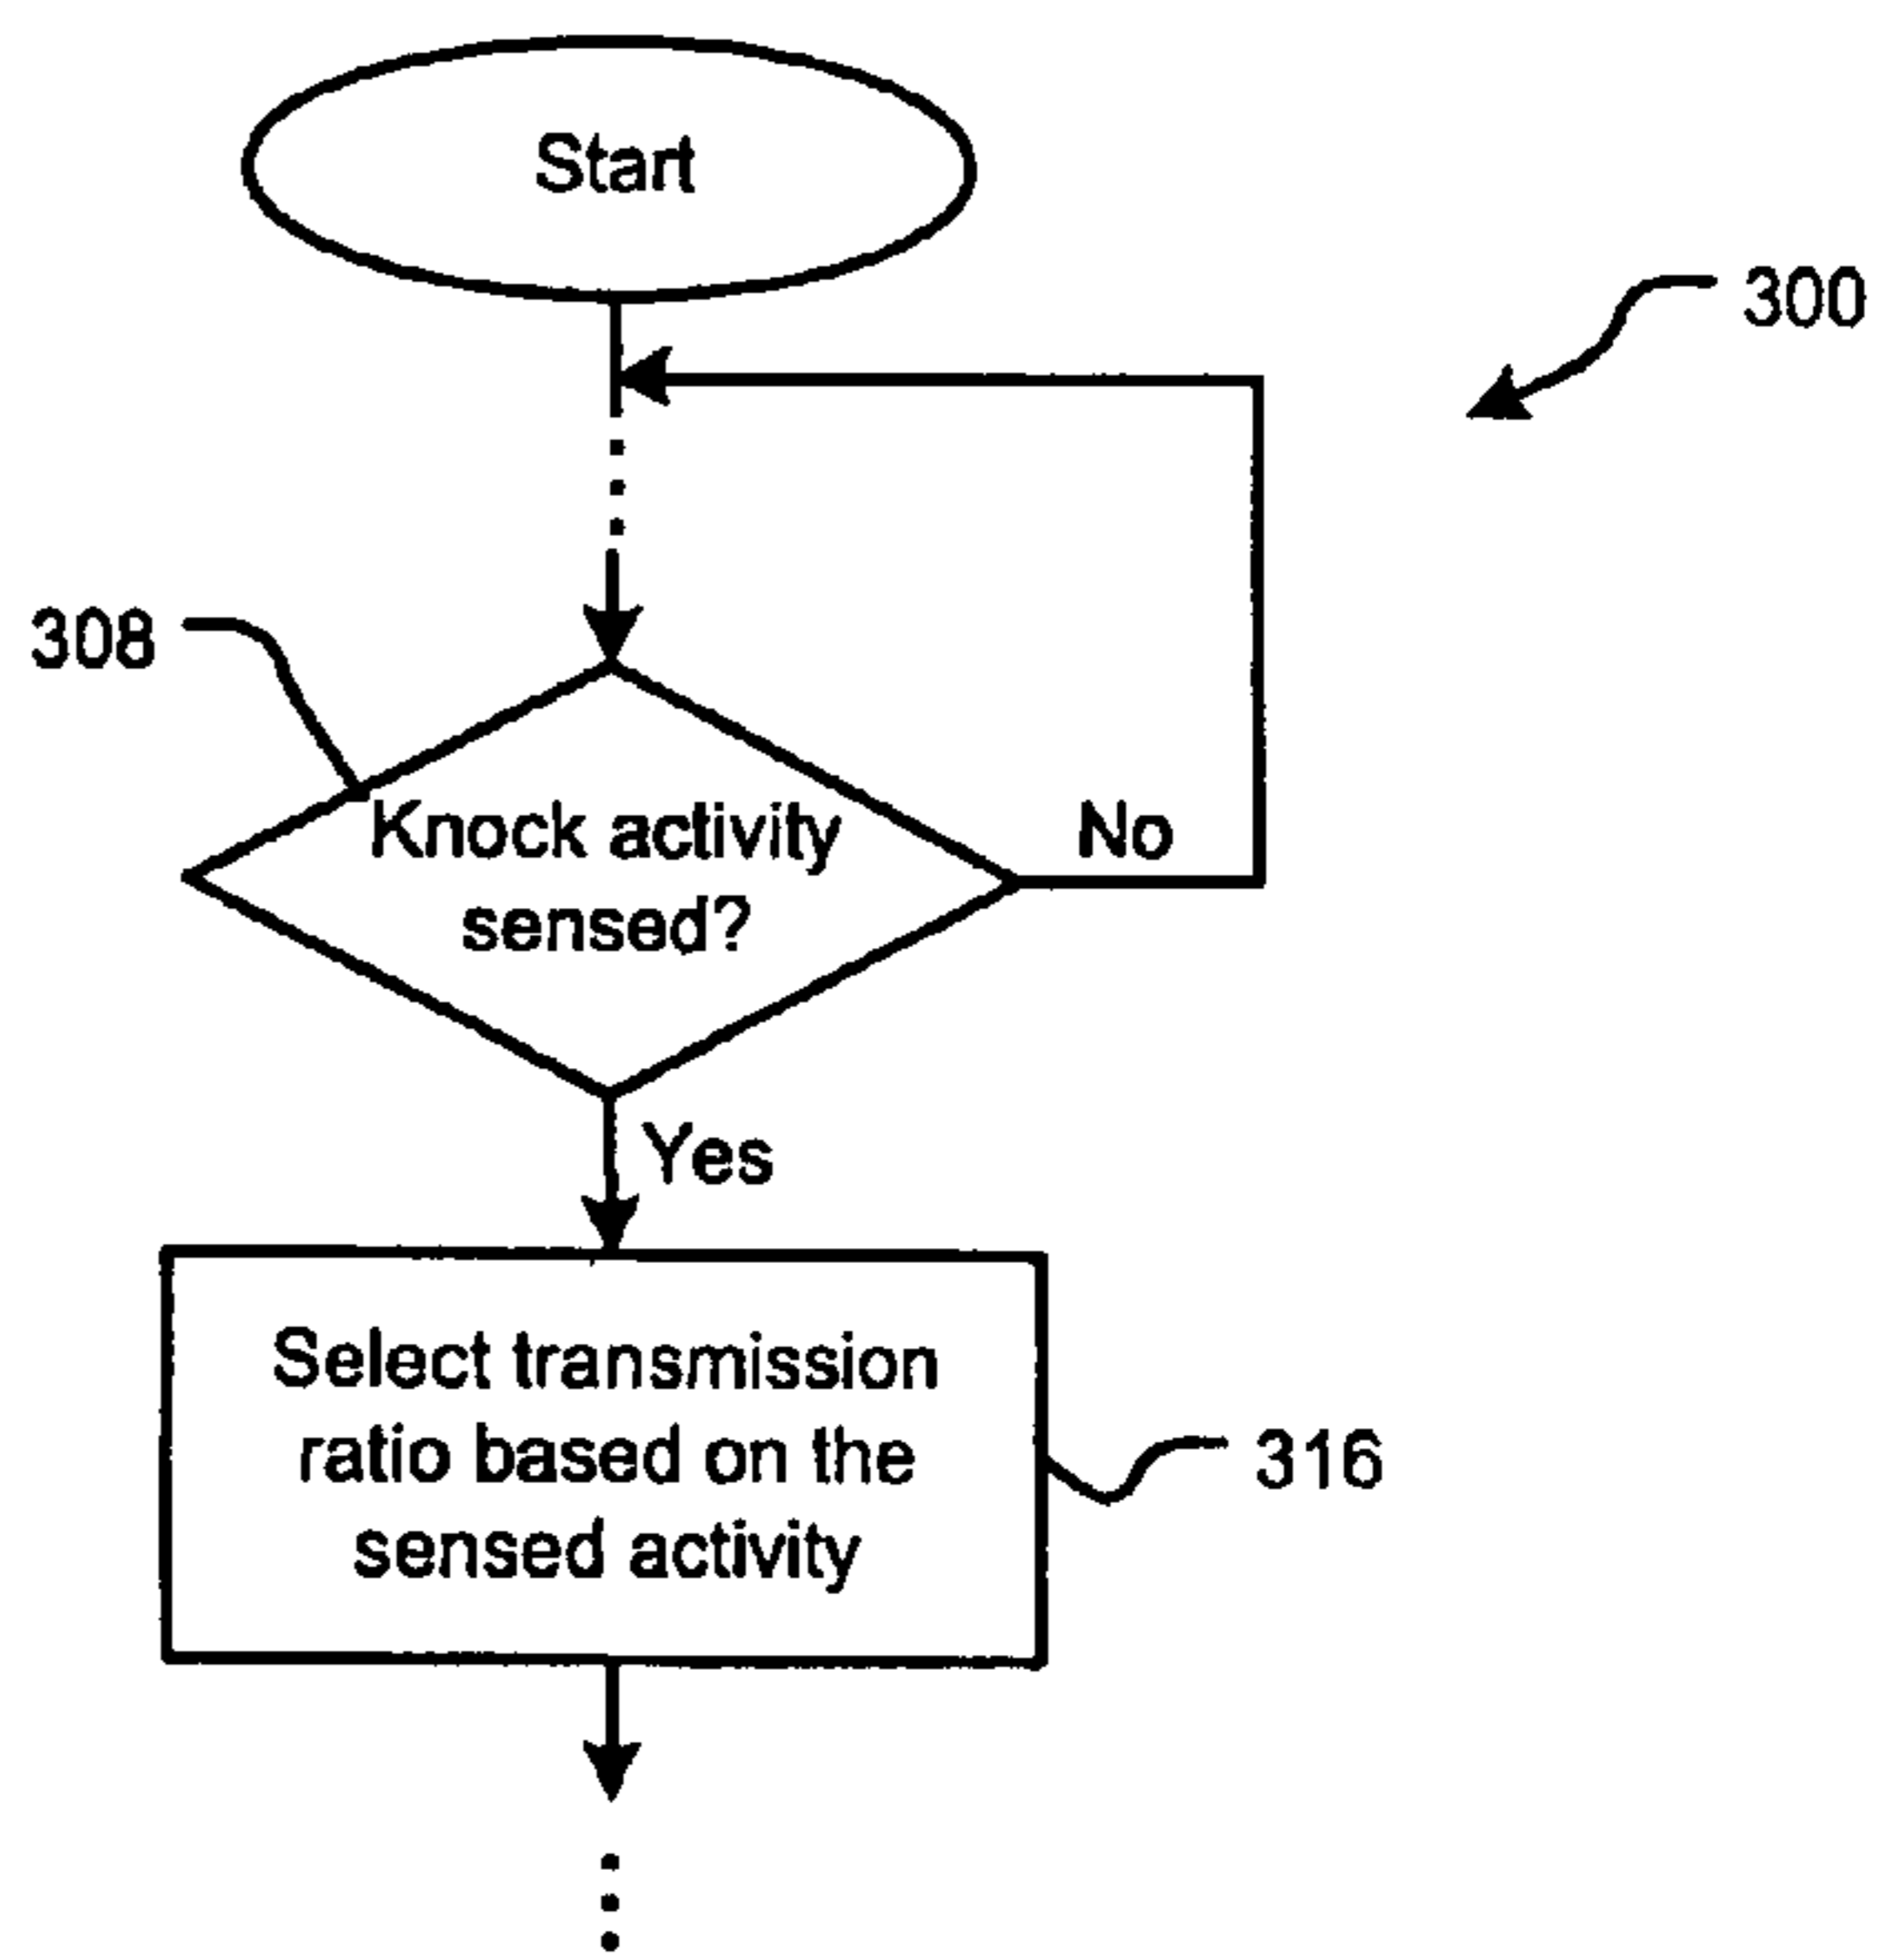 Start
300
308
Knock activity
sensed?
No
Yes
Select transmission
ratio based on the
sensed activity
316